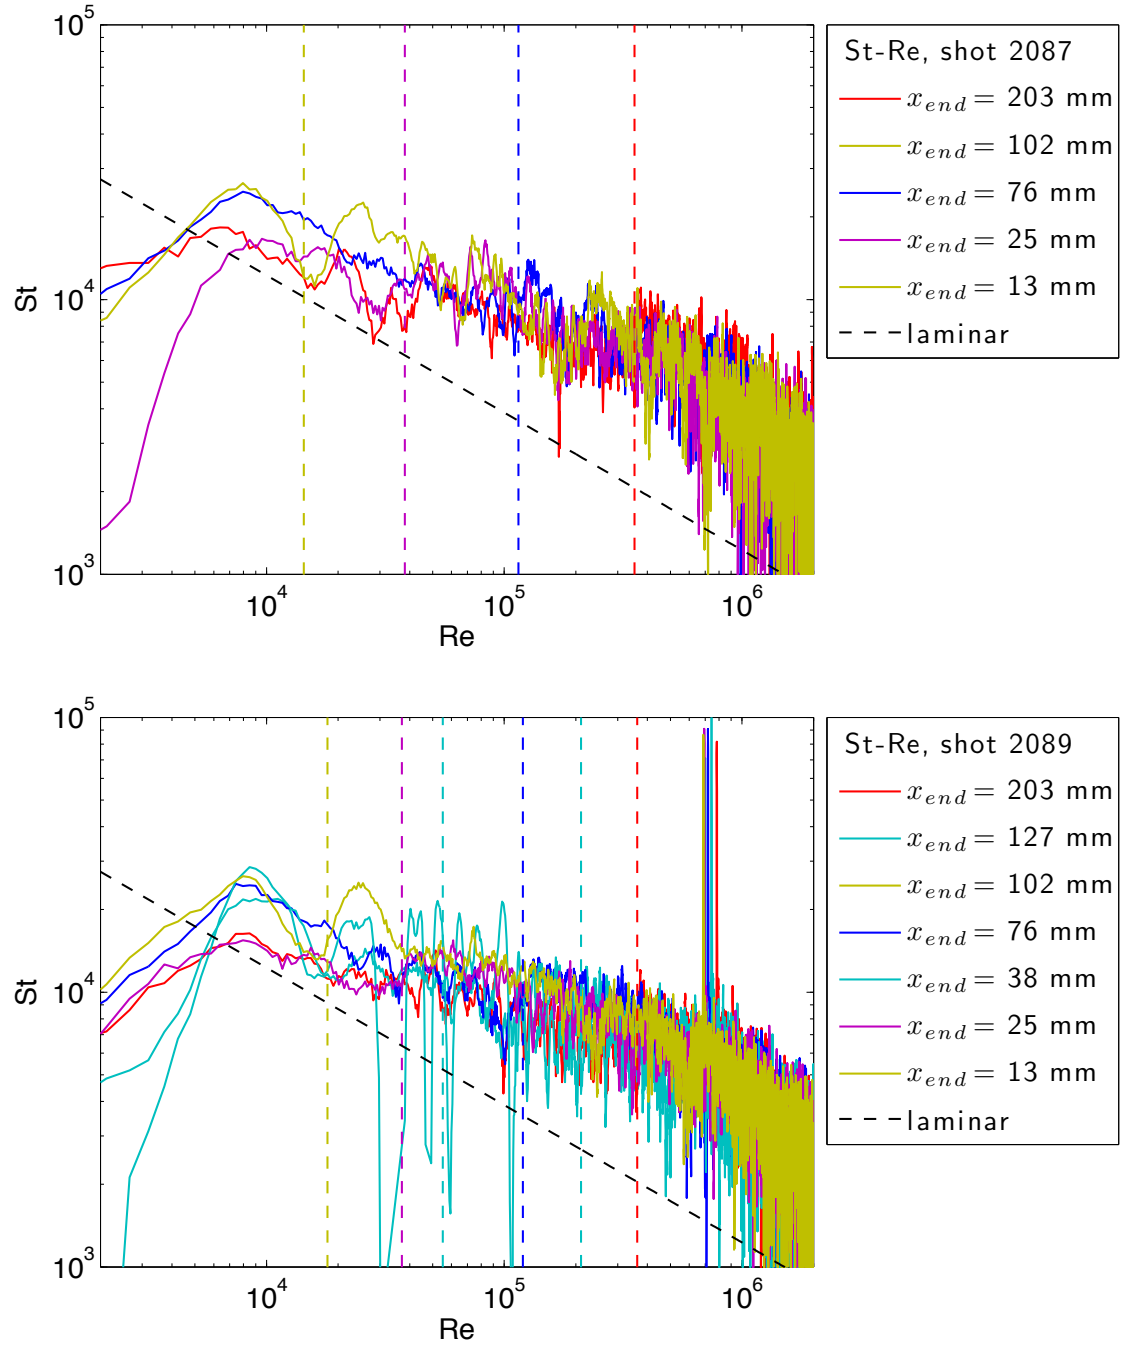 10^5
10^4
10^3
St
10^4
10^5
10^6
Re
St-Re, shot 2087
x_end = 203 mm
x_end = 102 mm
x_end = 76 mm
x_end = 25 mm
x_end = 13 mm
laminar
10^5
10^4
10^3
St
10^4
10^5
10^6
Re
St-Re, shot 2089
x_end = 203 mm
x_end = 127 mm
x_end = 102 mm
x_end = 76 mm
x_end = 38 mm
x_end = 25 mm
x_end = 13 mm
laminar